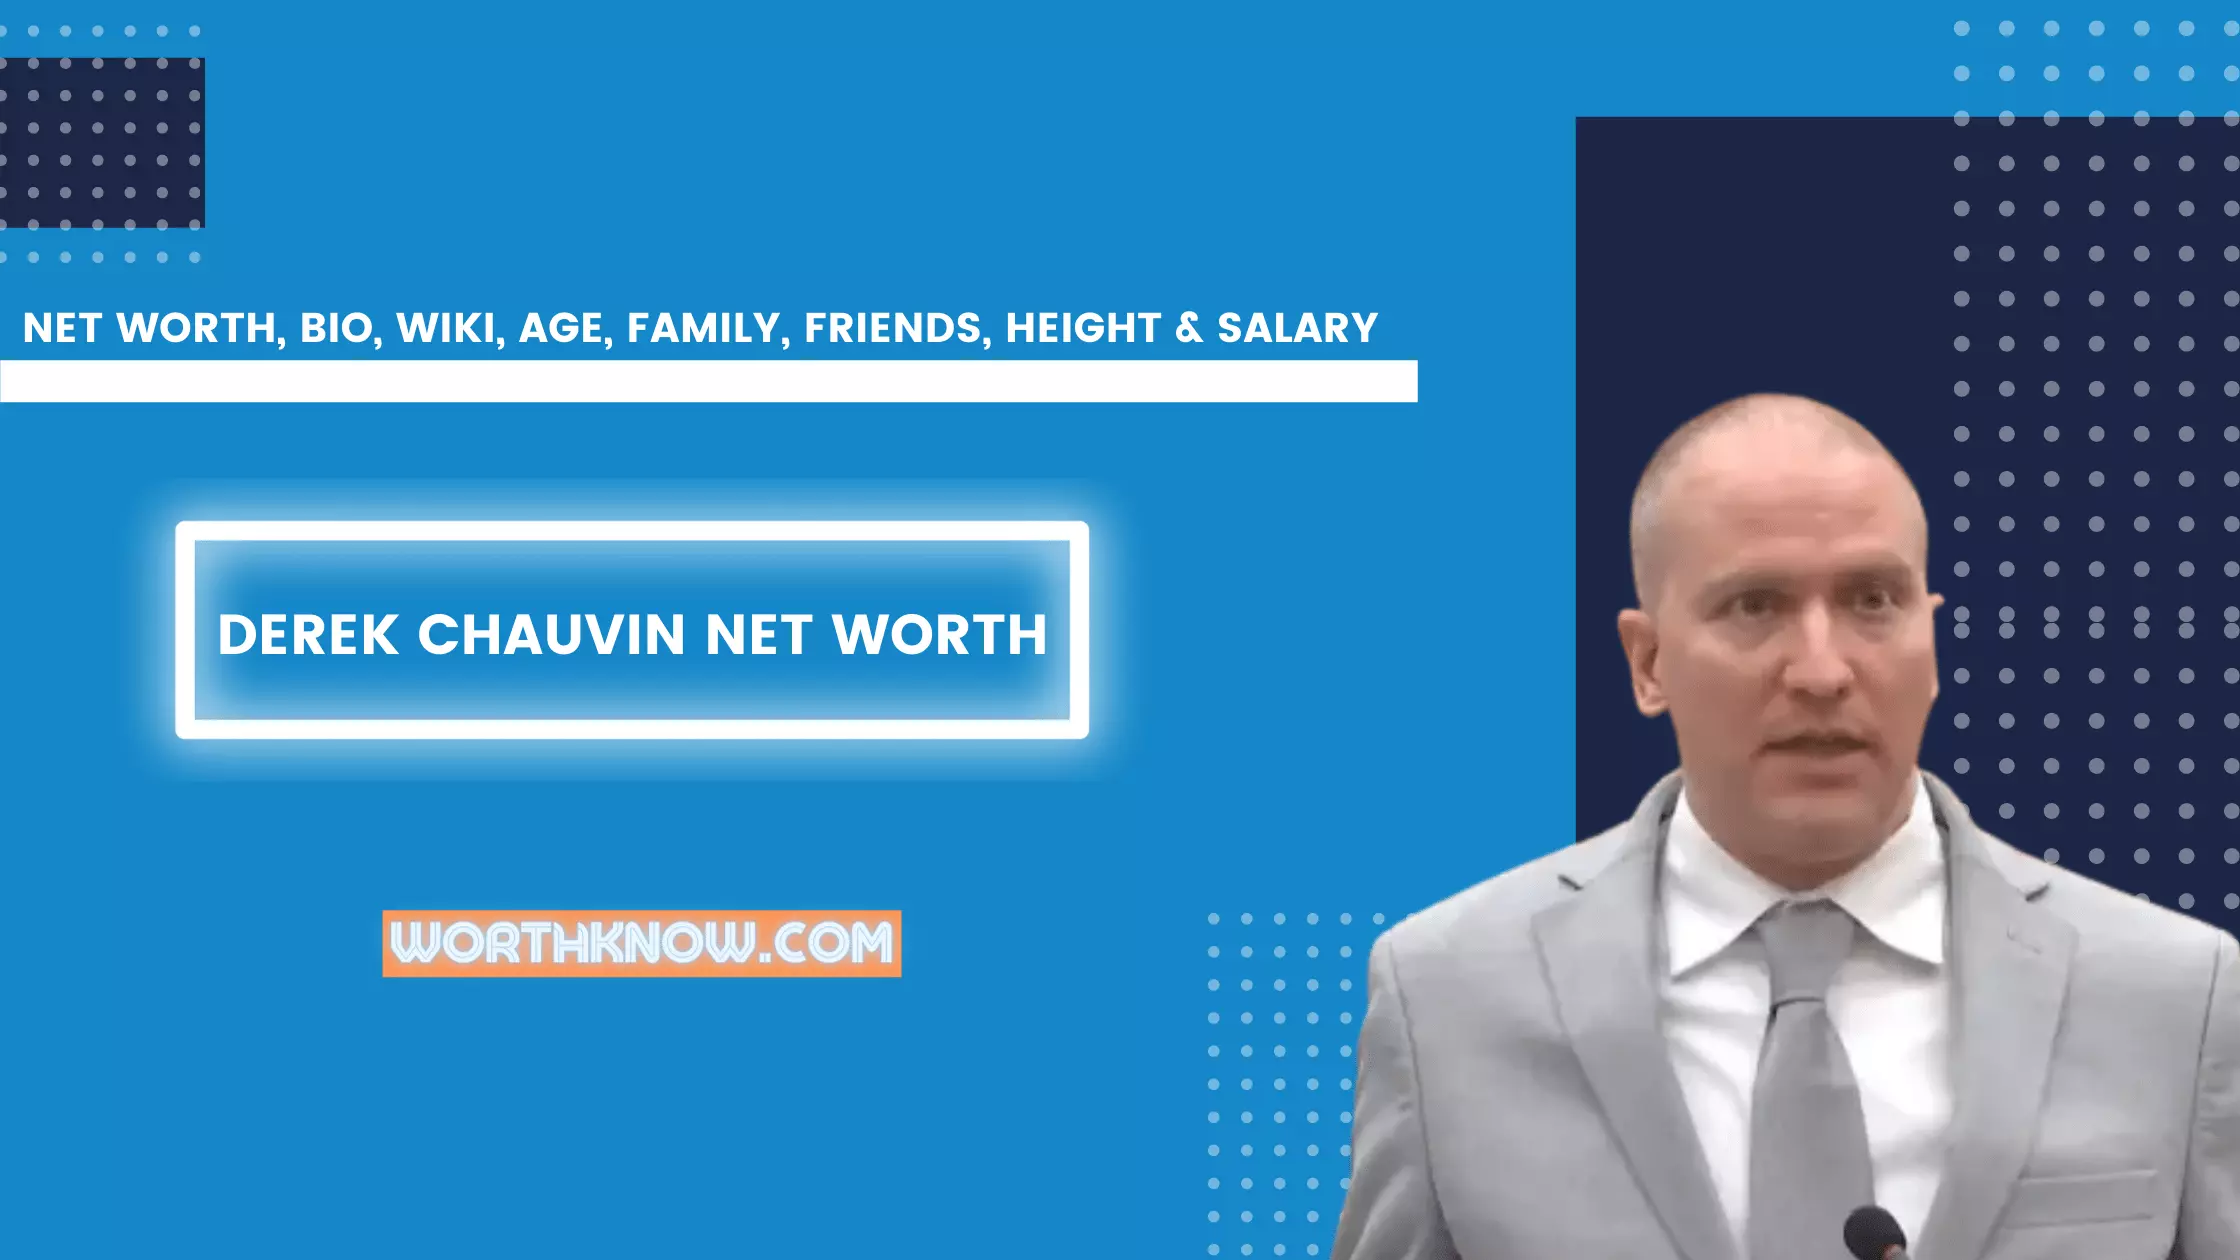 NET WORTH, BIO, WIKI, AGE, FAMILY, FRIENDS, HEIGHT & SALARY
DEREK CHAUVIN NET WORTH
WORTHKNOW.COM